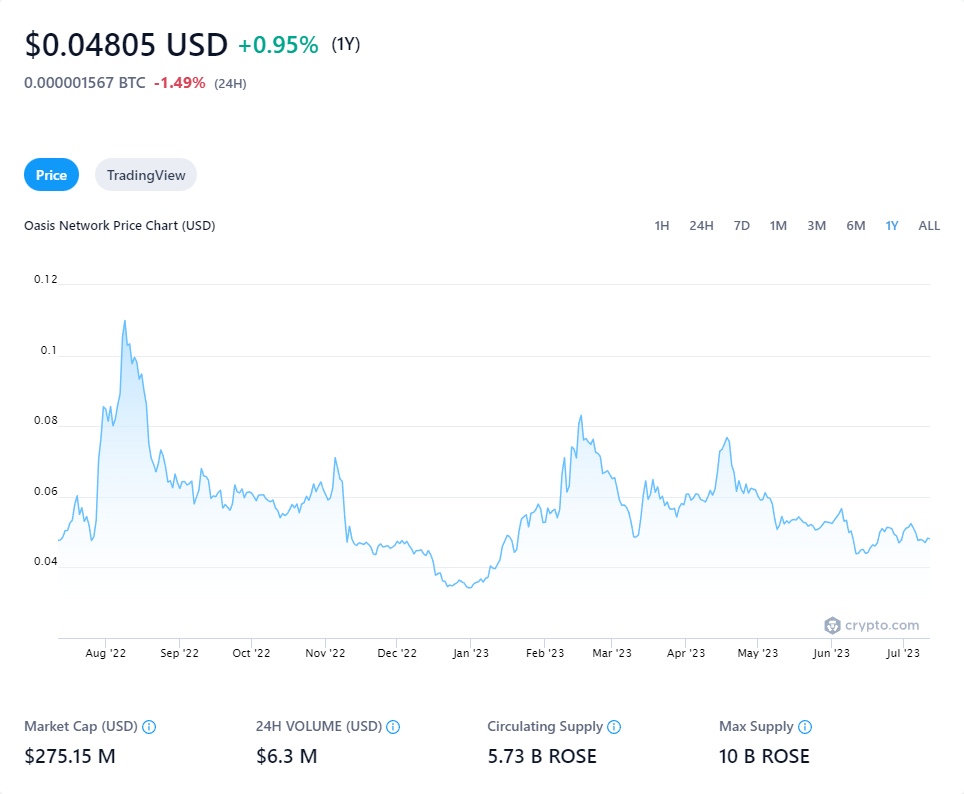 $0.04805 USD +0.95% (1Y)
0.000001567 BTC -1.49% (24H)
Price TradingView
Oasis Network Price Chart (USD) 1H 24H 7D 1M 3M 6M 1Y ALL
0.12
0.1
0.08
0.06
0.04
crypto.com
Aug '22 Sep '22 Oct '22 Nov '22 Dec '22 Jan '23 Feb '23 Mar '23 Apr '23 May '23 Jun '23 Jul '23
Market Cap (USD) 24H VOLUME (USD) Circulating Supply Max Supply
$275.15 M $6.3 M 5.73 B ROSE 10 B ROSE